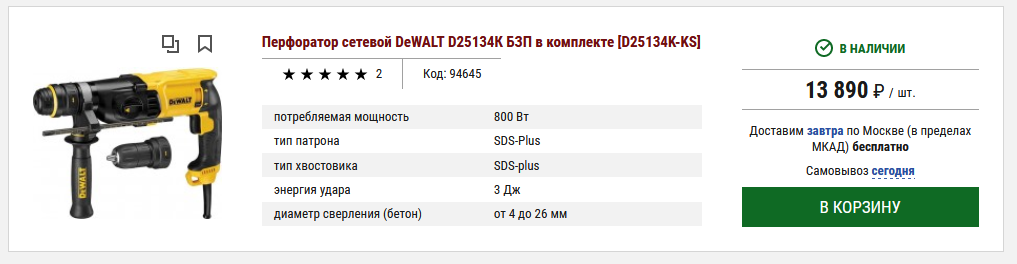 Перфоратор сетевой DeWALT D25134K БЗП в комплекте [D25134K-KS]
★ ★ ★ ★ ★ 2
Код: 94645
потребляемая мощность 800 Вт
тип патрона SDS-Plus
тип хвостовика SDS-plus
энергия удара 3 Дж
диаметр сверления (бетон) от 4 до 26 мм
DEWALT
DEWALT
В НАЛИЧИИ
13 890 ₽ / шт.
Доставим завтра по Москве (в пределах
МКАД) бесплатно
Самовывоз сегодня
В КОРЗИНУ